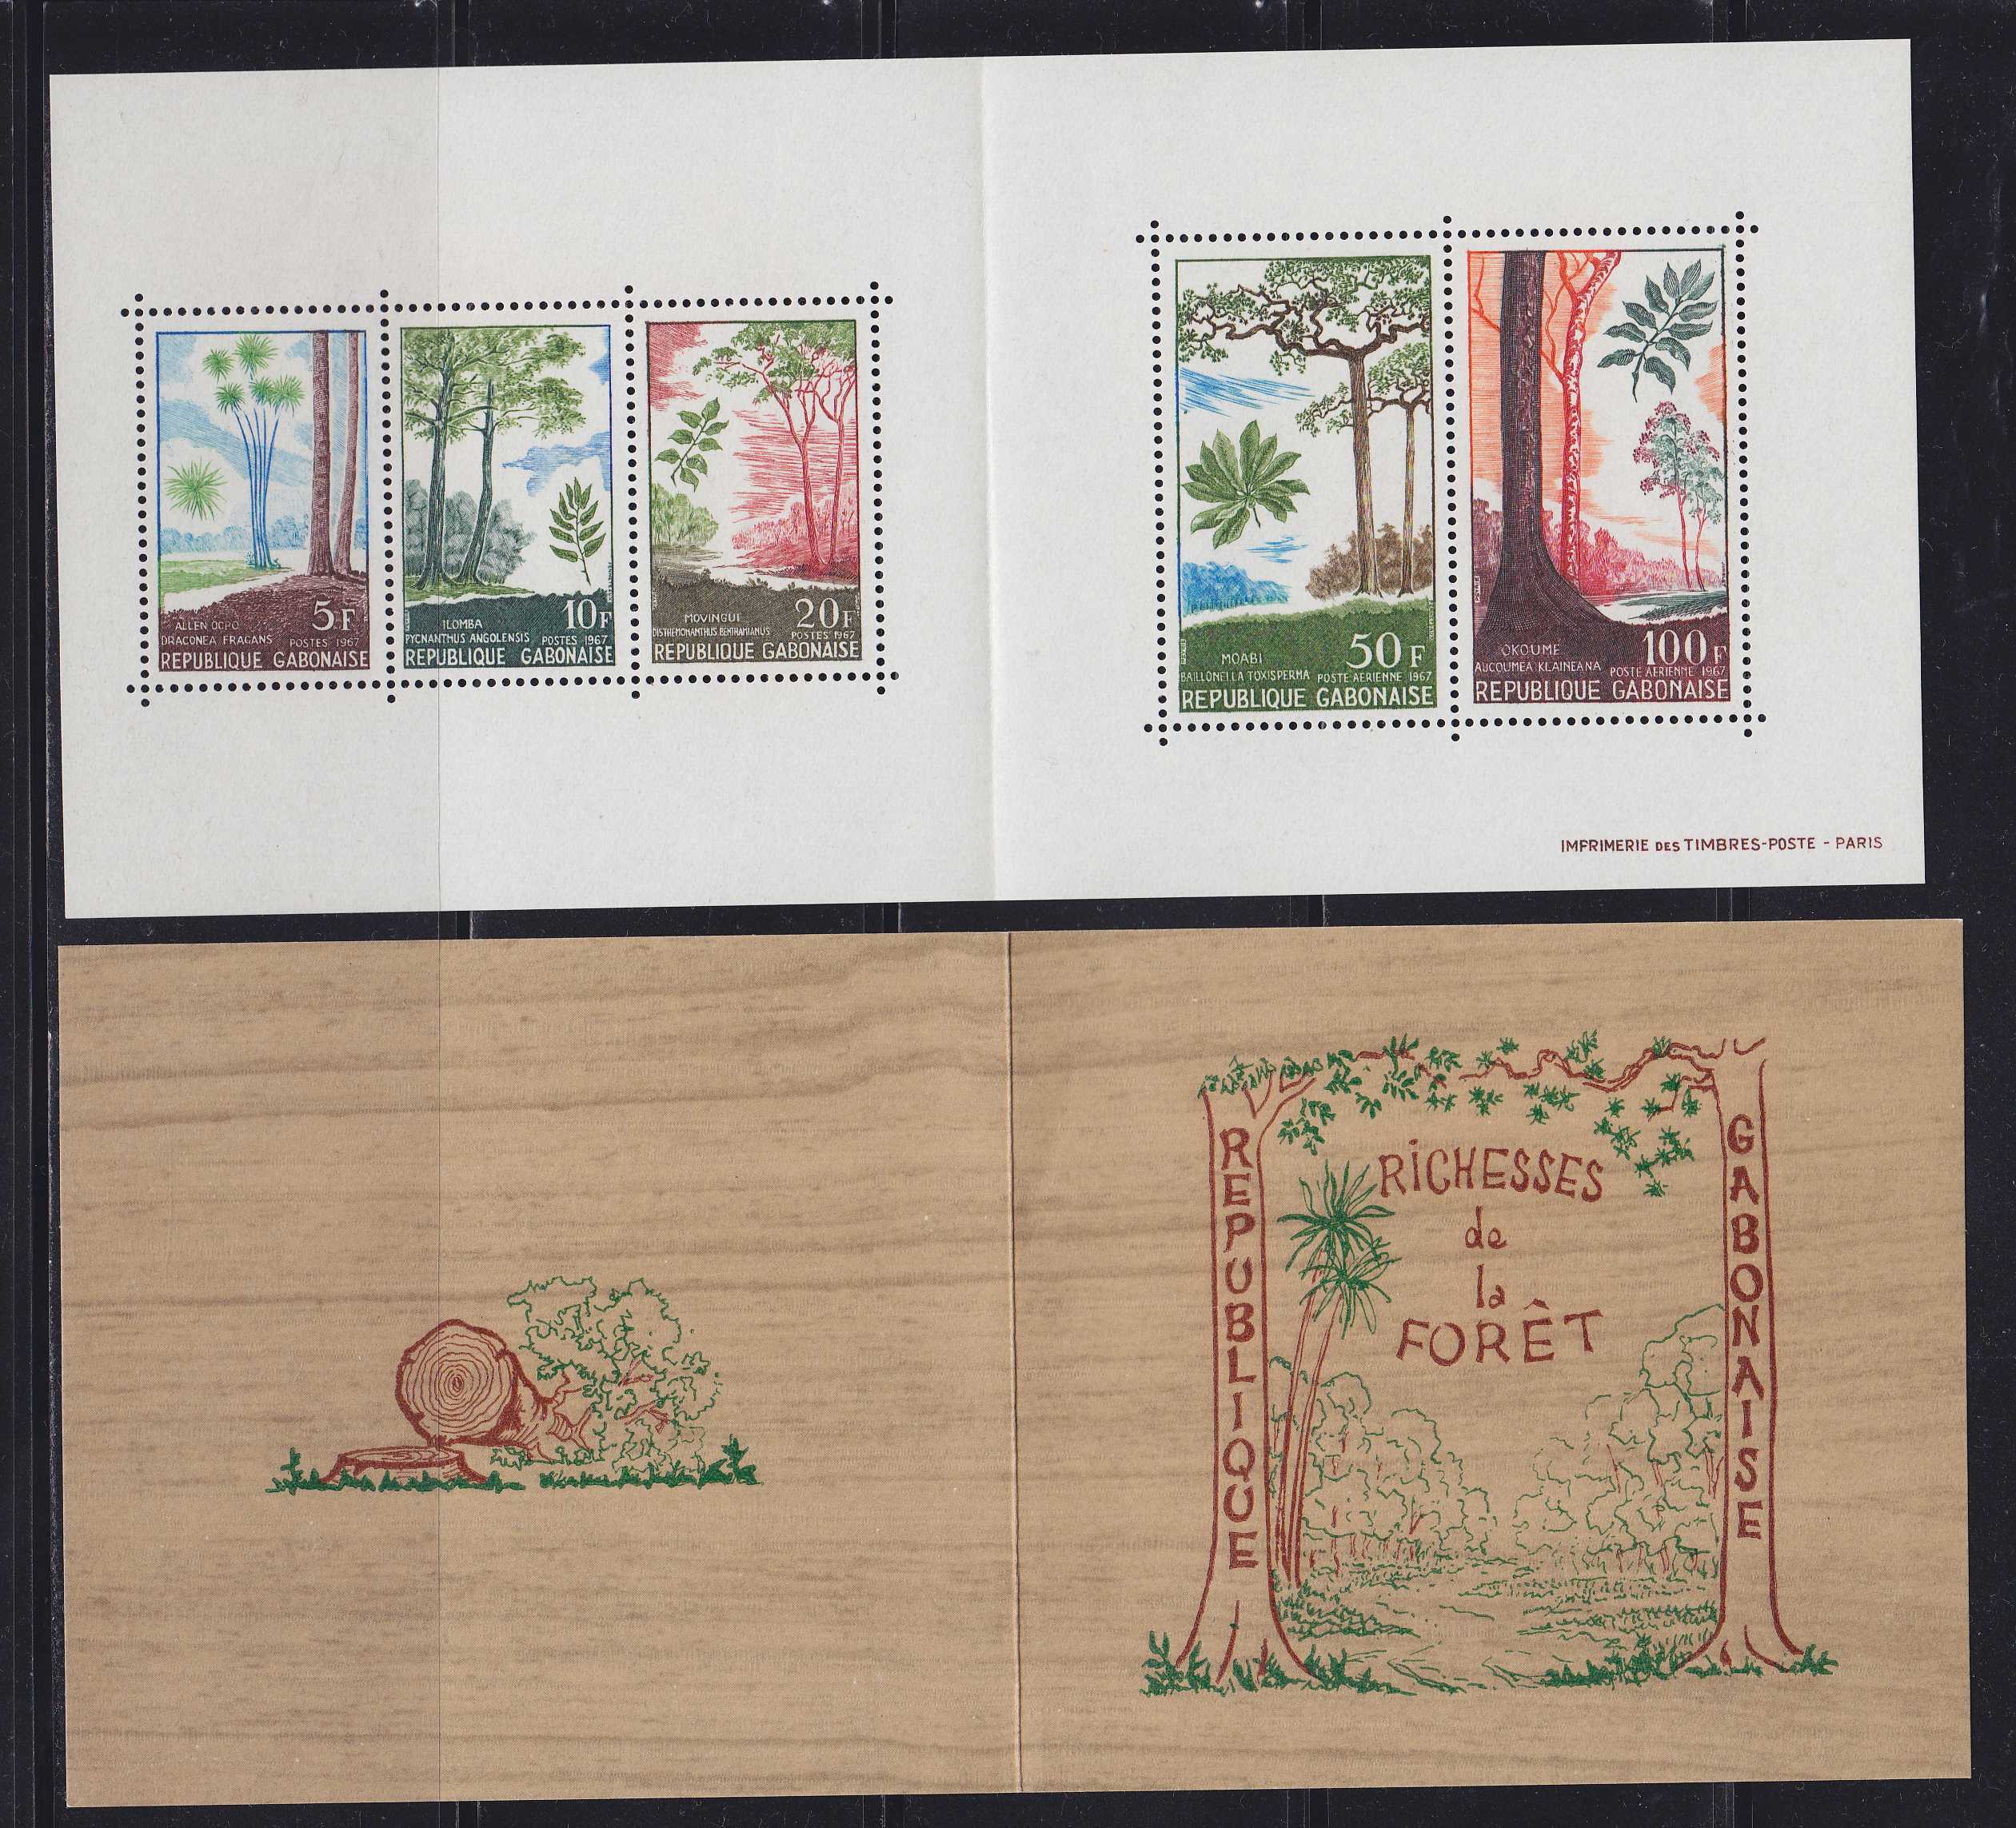 5F
ALLEN OCPO
DRACONEA FRAGANS POSTES 1967
REPUBLIQUE GABONAISE
10F
ILOMBA
PYCNANTHUS ANGOLENSIS POSTES 1967
REPUBLIQUE GABONAISE
20F
MOVINGUI
DISTHEMONANTHUS BENTHAMIANUS POSTES 1967
REPUBLIQUE GABONAISE
50F
MOABI
BAILLONEILLA TOXISPERMA POSTE AERIENNE 1967
REPUBLIQUE GABONAISE
100F
OKOUME
AUCOUMEA KLAINEANA POSTE AERIENNE 1967
REPUBLIQUE GABONAISE
IMPRIMERIE DES TIMBRES-POSTE - PARIS
REPUBLIQUE
RiCHESSES
de
la
FORÊT
GABONAISE